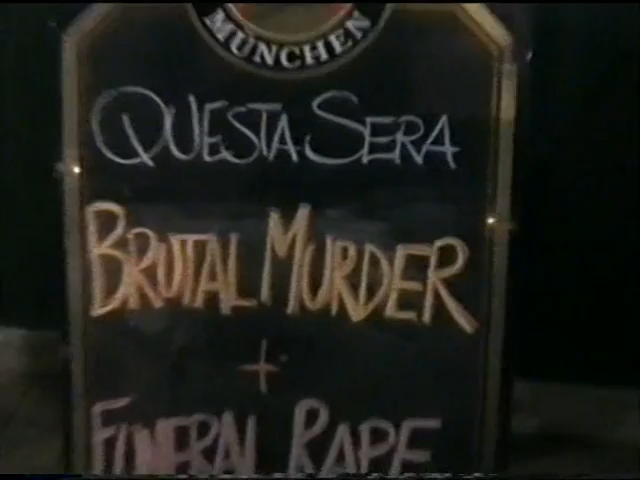 MÜNCHEN
QUESTA SERA
BRUTAL MURDER
+
FUNERAL RAPE